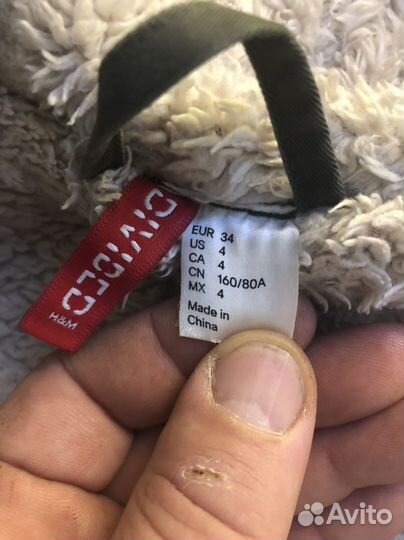 DIVIDED
H&M
EUR 34
US 4
CA 4
CN 160/80A
MX 4
Made in
China
Avito